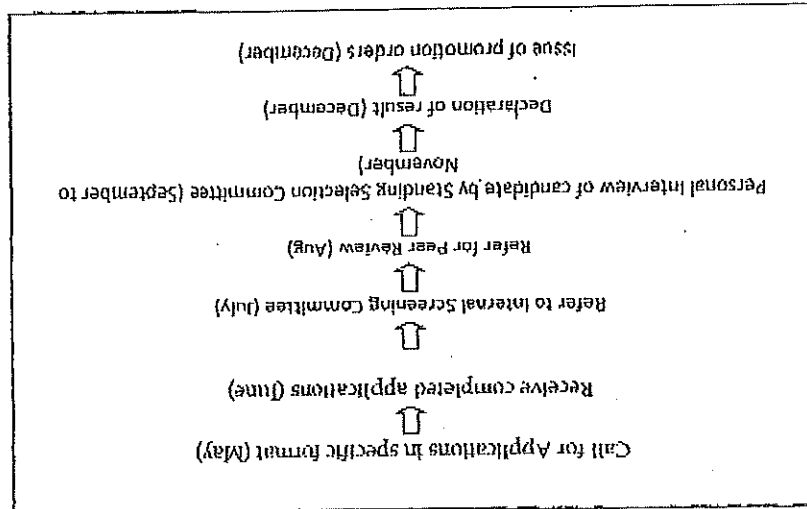 Call for Applications in specific format (May)
Receive completed applications (June)
Refer to Internal Screening Committee (July)
Refer for Peer Review (Aug)
Personal Interview of candidate by Standing Selection Committee (September to
November)
Declaration of result (December)
Issue of promotion orders (December)